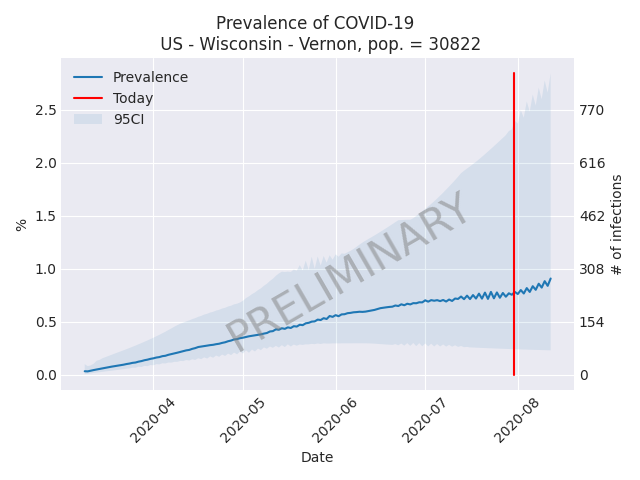 Prevalence of COVID-19
US - Wisconsin - Vernon, pop. = 30822
Prevalence
Today
95CI
PRELIMINARY
%
2.5
2.0
1.5
1.0
0.5
0.0
770
616
462
308
154
0
# of infections
2020-04
2020-05
2020-06
2020-07
2020-08
Date